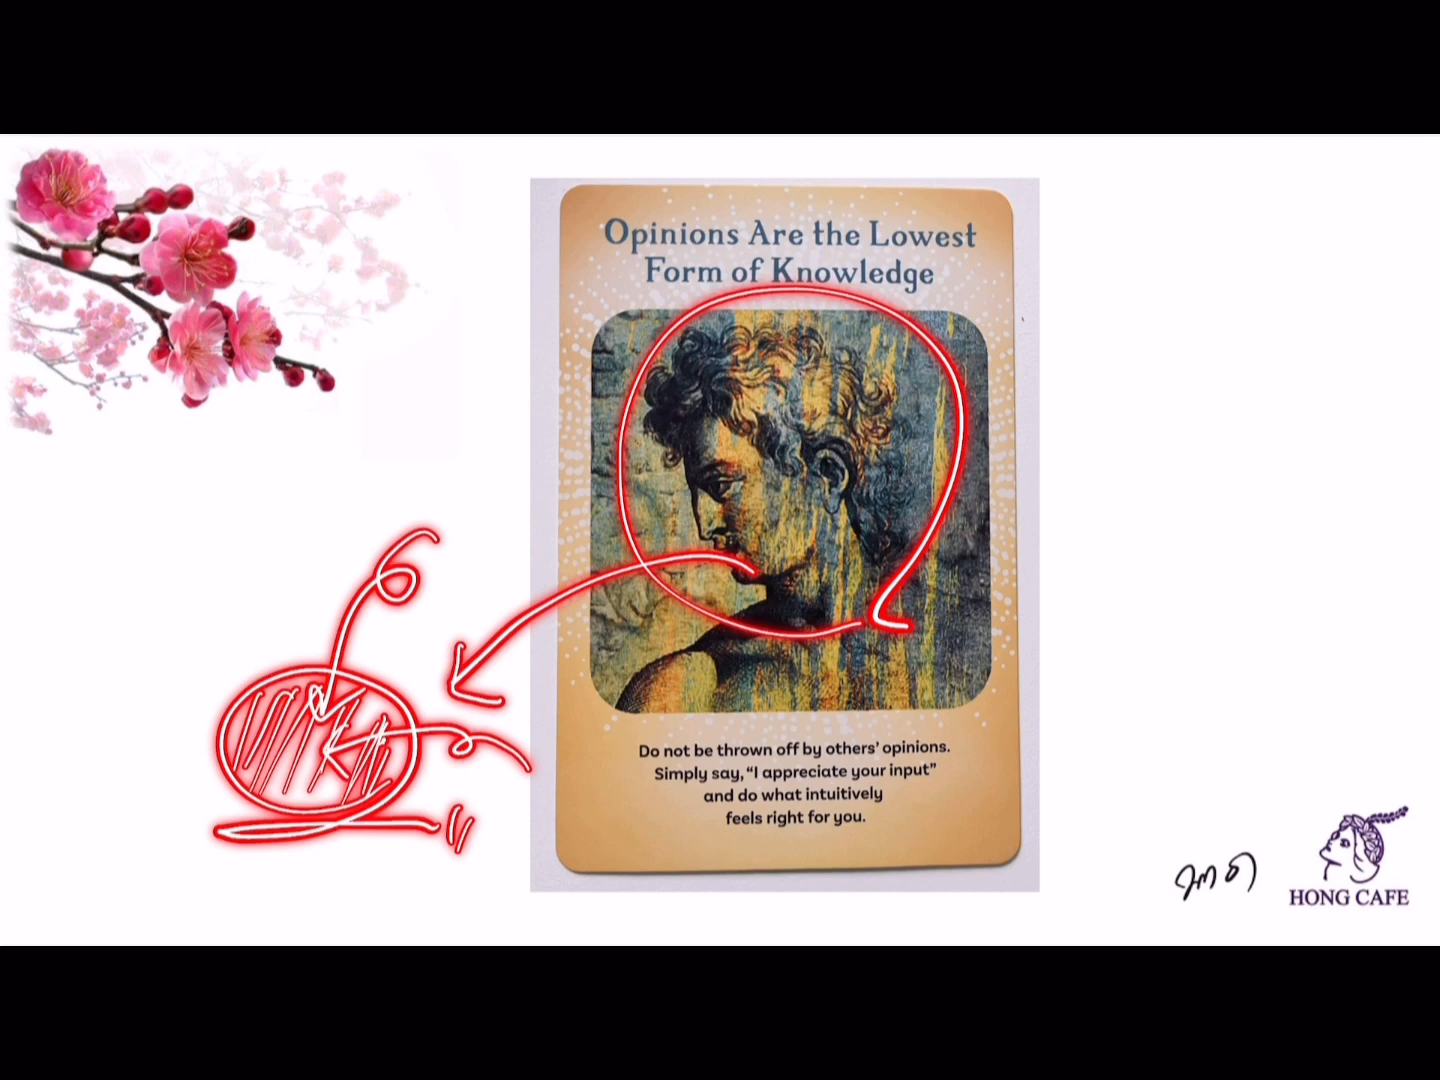 Opinions Are the Lowest
Form of Knowledge
Do not be thrown off by others’ opinions.
Simply say, “I appreciate your input”
and do what intuitively
feels right for you.
HONG CAFE